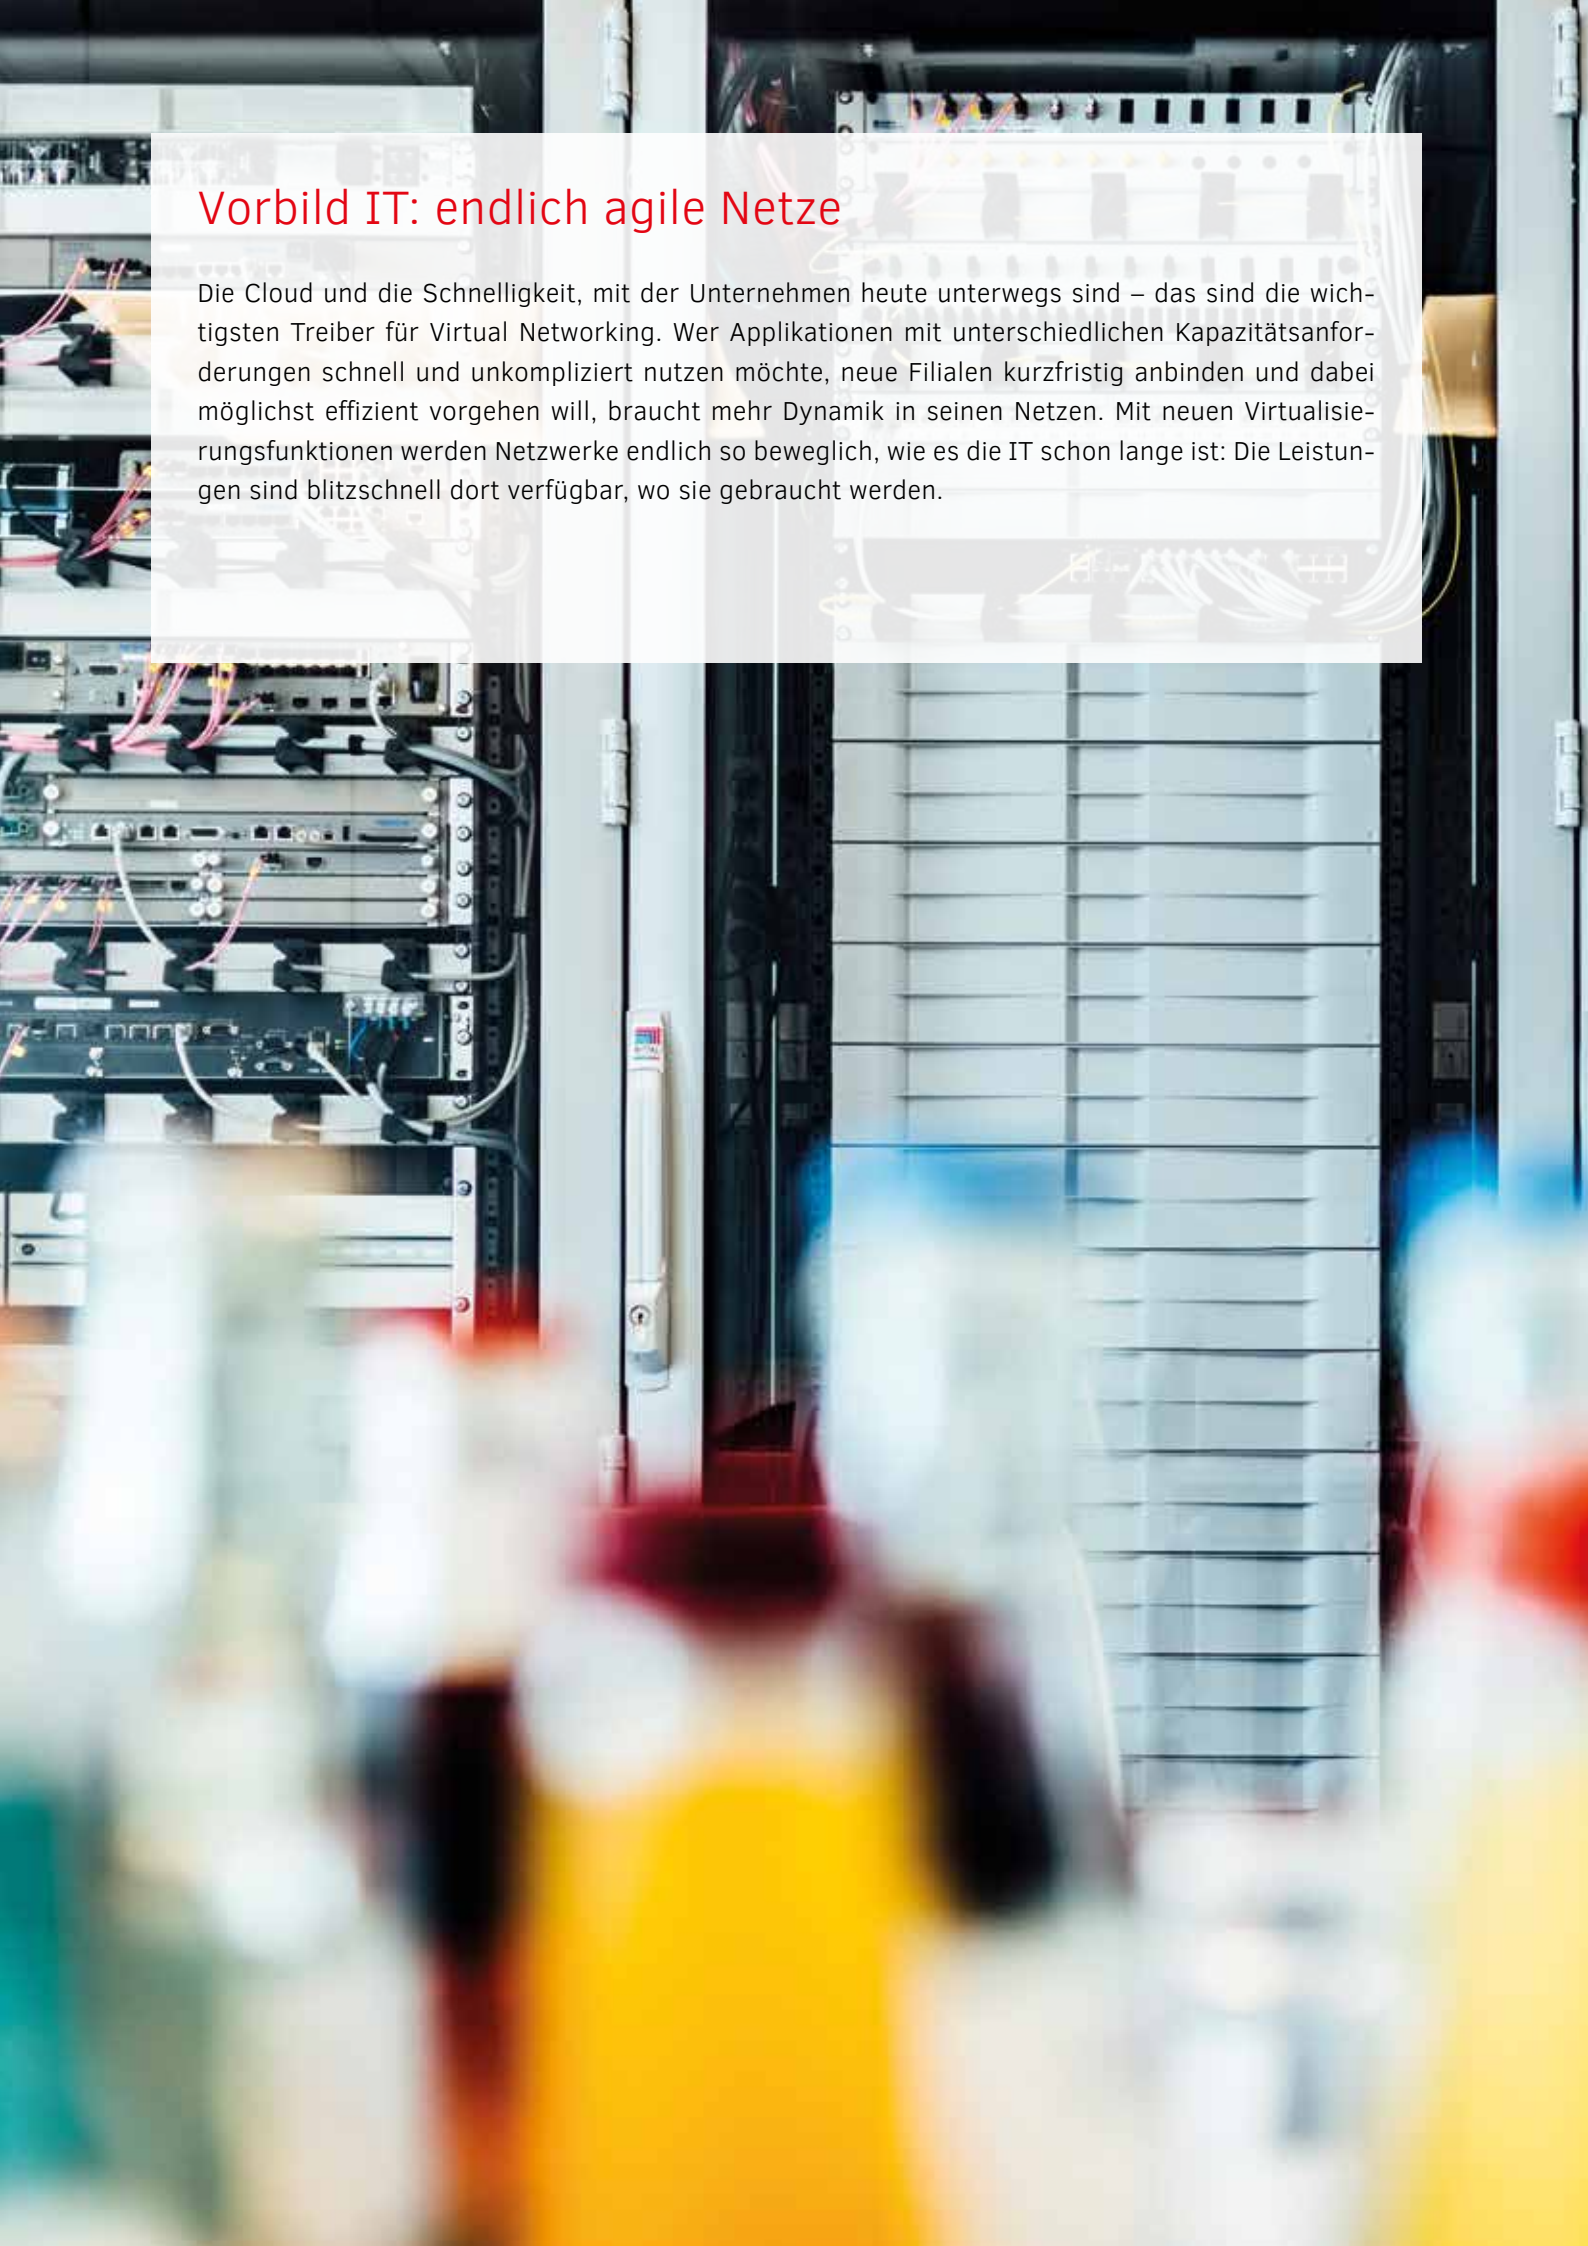 Vorbild IT: endlich agile Netze
Die Cloud und die Schnelligkeit, mit der Unternehmen heute unterwegs sind – das sind die wich-
tigsten Treiber für Virtual Networking. Wer Applikationen mit unterschiedlichen Kapazitätsanfor-
derungen schnell und unkompliziert nutzen möchte, neue Filialen kurzfristig anbinden und dabei
möglichst effizient vorgehen will, braucht mehr Dynamik in seinen Netzen. Mit neuen Virtualisie-
rungsfunktionen werden Netzwerke endlich so beweglich, wie es die IT schon lange ist: Die Leistun-
gen sind blitzschnell dort verfügbar, wo sie gebraucht werden.